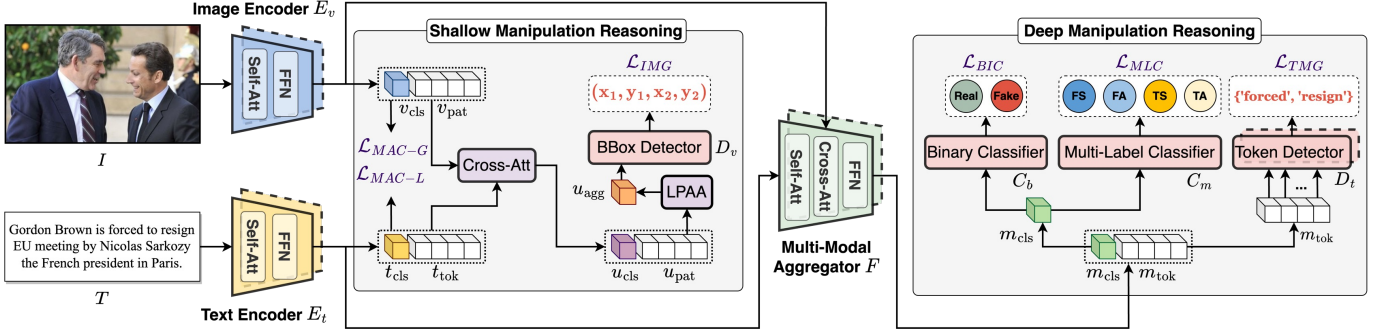 Image Encoder E_v
Self-Att
FFN
I
Gordon Brown is forced to resign
EU meeting by Nicolas Sarkozy
the French president in Paris.
T
Self-Att
FFN
Text Encoder E_t
Shallow Manipulation Reasoning
v_cls
v_pat
L_MAC−G
L_MAC−L
Cross-Att
t_cls
t_tok
L_IMG
(x_1, y_1, x_2, y_2)
BBox Detector
D_v
u_agg
LPAA
u_cls
u_pat
Self-Att
Cross-Att
FFN
Multi-Modal
Aggregator F
Deep Manipulation Reasoning
L_BIC
Real
Fake
Binary Classifier
C_b
L_MLC
FS
FA
TS
TA
Multi-Label Classifier
C_m
L_TMG
{'forced', 'resign'}
Token Detector
D_t
...
m_cls
m_tok
m_cls
m_tok